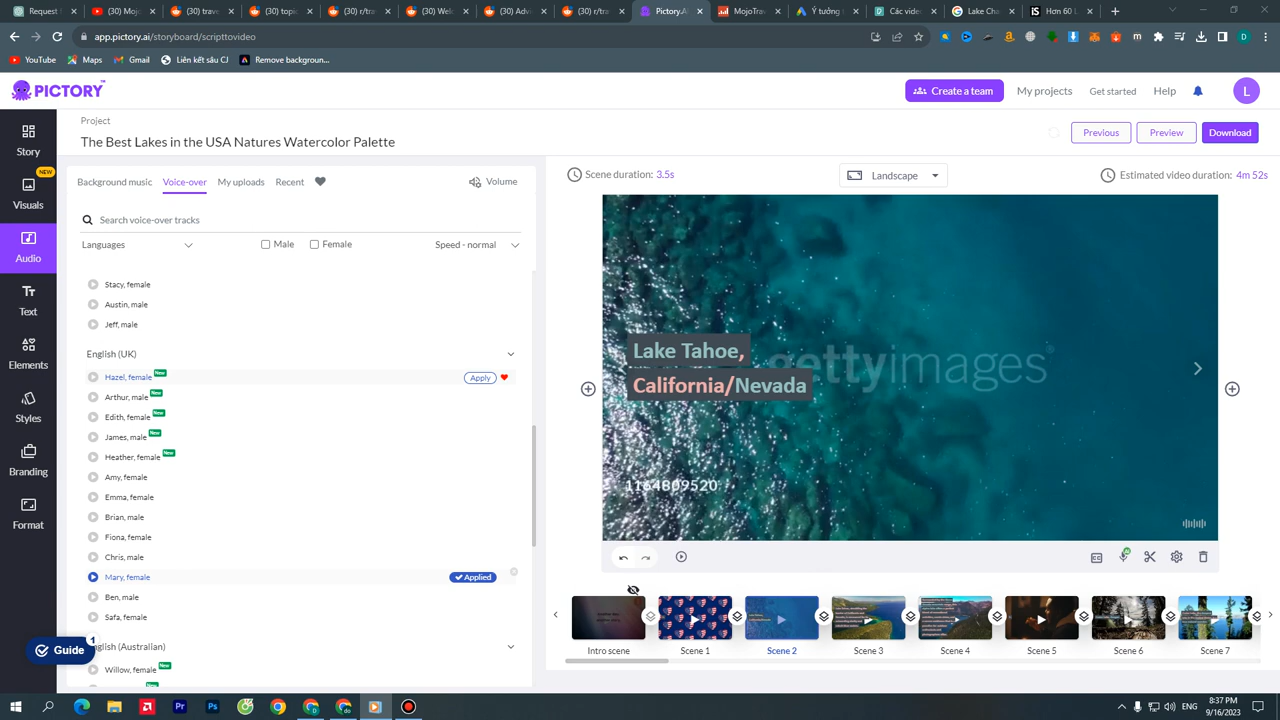 Request
(30) Moj
(30) trave
(30) topi
(30) r/tra
(30) Welc
(30) Adve
(30) r/tra
Pictory.A
MojoTrav
Ý tưởng
Các video
Lake Cha
Hơn 60
app.pictory.ai/storyboard/scripttovideo
YouTube
Maps
Gmail
Liên kết sâu CJ
Remove backgroun...
PICTORY
Create a team
My projects
Get started
Help
L
Project
The Best Lakes in the USA Natures Watercolor Palette
Previous
Preview
Download
Story
NEW
Visuals
Audio
Text
Elements
Styles
Branding
Format
Background music
Voice-over
My uploads
Recent
Volume
Search voice-over tracks
Languages
Male
Female
Speed - normal
Stacy, female
Austin, male
Jeff, male
English (UK)
Hazel, female New
Apply
Arthur, male New
Edith, female New
James, male New
Heather, female New
Amy, female
Emma, female
Brian, male
Fiona, female
Chris, male
Mary, female
Applied
Ben, male
Safa, female
glish (Australian)
Willow, female New
Guide
1
Scene duration: 3.5s
Landscape
Estimated video duration: 4m 52s
Lake Tahoe,
California/Nevada
gettyimages
1164809520
Intro scene
Scene 1
Scene 2
Scene 3
Scene 4
Scene 5
Scene 6
Scene 7
ENG
8:37 PM
9/16/2023